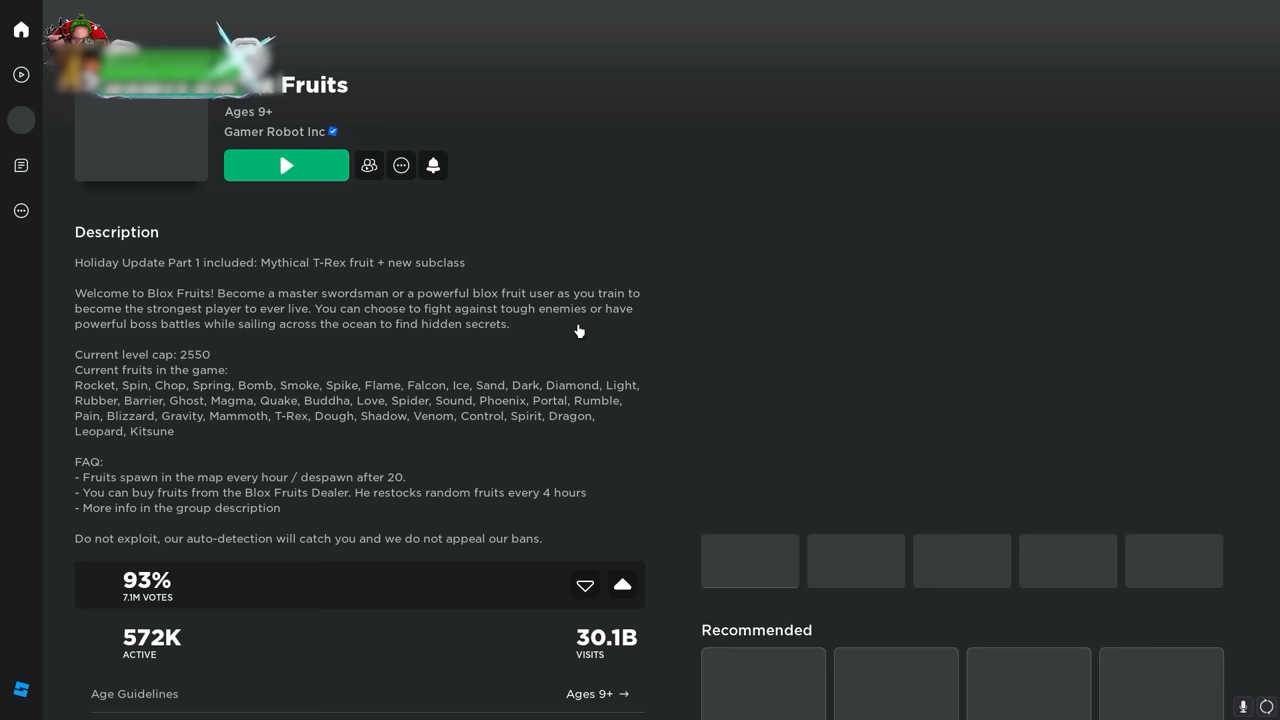 Fruits
Ages 9+
Gamer Robot Inc
Description
Holiday Update Part 1 included: Mythical T-Rex fruit + new subclass
Welcome to Blox Fruits! Become a master swordsman or a powerful blox fruit user as you train to
become the strongest player to ever live. You can choose to fight against tough enemies or have
powerful boss battles while sailing across the ocean to find hidden secrets.
Current level cap: 2550
Current fruits in the game:
Rocket, Spin, Chop, Spring, Bomb, Smoke, Spike, Flame, Falcon, Ice, Sand, Dark, Diamond, Light,
Rubber, Barrier, Ghost, Magma, Quake, Buddha, Love, Spider, Sound, Phoenix, Portal, Rumble,
Pain, Blizzard, Gravity, Mammoth, T-Rex, Dough, Shadow, Venom, Control, Spirit, Dragon,
Leopard, Kitsune
FAQ:
- Fruits spawn in the map every hour / despawn after 20.
- You can buy fruits from the Blox Fruits Dealer. He restocks random fruits every 4 hours
- More info in the group description
Do not exploit, our auto-detection will catch you and we do not appeal our bans.
93%
7.1M VOTES
572K
ACTIVE
30.1B
VISITS
Age Guidelines
Ages 9+ →
Recommended